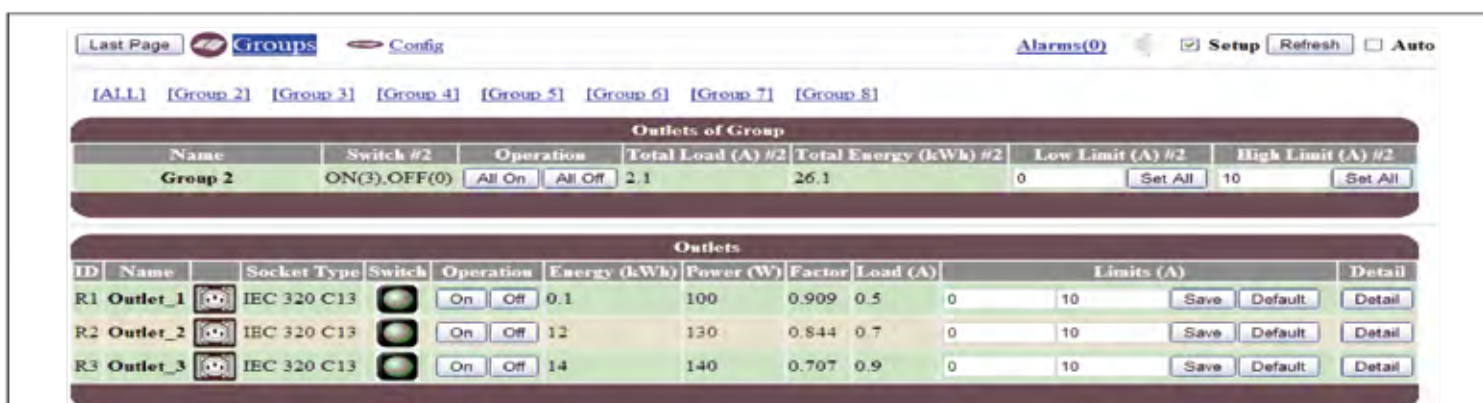 Last Page Groups Config Alarms(0) Setup Refresh Auto
[ALL] [Group 2] [Group 3] [Group 4] [Group 5] [Group 6] [Group 7] [Group 8]
Outlets of Group
Name Switch #2 Operation Total Load (A) #2 Total Energy (kWh) #2 Low Limit (A) #2 High Limit (A) #2
Group 2 ON(3),OFF(0) All On All Off 2.1 26.1 0 Set All 10 Set All
Outlets
ID Name Socket Type Switch Operation Energy (kWh) Power (W) Factor Load (A) Limits (A) Detail
R1 Outlet_1 IEC 320 C13 On Off 0.1 100 0.909 0.5 0 10 Save Default Detail
R2 Outlet_2 IEC 320 C13 On Off 12 130 0.844 0.7 0 10 Save Default Detail
R3 Outlet_3 IEC 320 C13 On Off 14 140 0.707 0.9 0 10 Save Default Detail